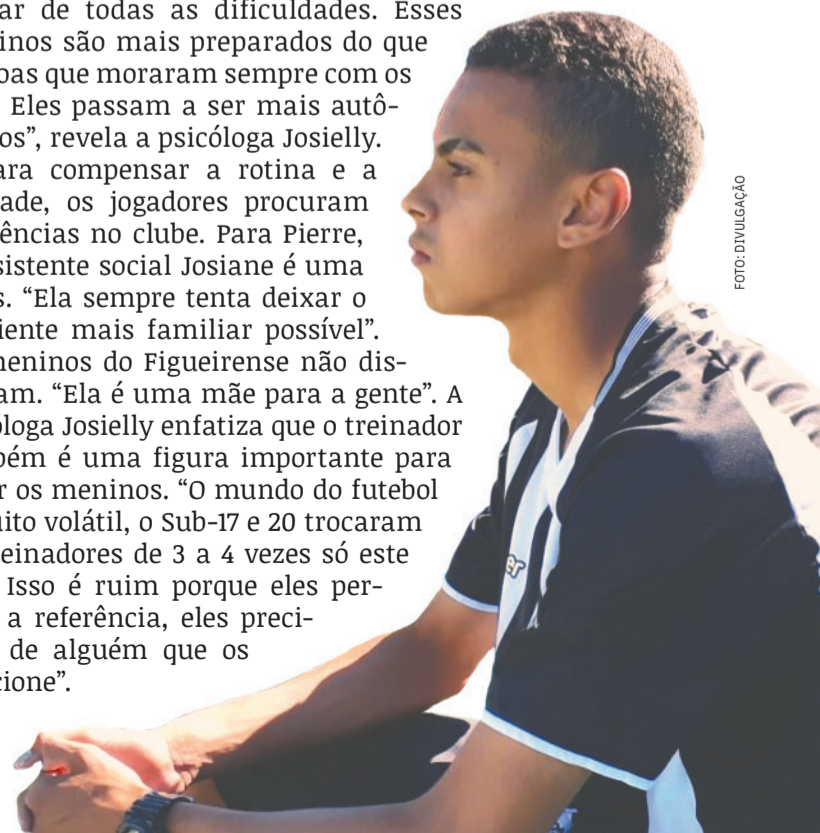 ar de todas as dificuldades. Esses
inos são mais preparados do que
oas que moraram sempre com os
Eles passam a ser mais autô-
os”, revela a psicóloga Josielly.
ara compensar a rotina e a
ade, os jogadores procuram
ências no clube. Para Pierre,
sistente social Josiane é uma
s. “Ela sempre tenta deixar o
iente mais familiar possível”.
meninos do Figueirense não dis-
am. “Ela é uma mãe para a gente”. A
óloga Josielly enfatiza que o treinador
bém é uma figura importante para
r os meninos. “O mundo do futebol
uito volátil, o Sub-17 e 20 trocaram
einadores de 3 a 4 vezes só este
Isso é ruim porque eles per-
a referência, eles preci-
de alguém que os
cione”.
FOTO: DIVULGAÇÃO
er